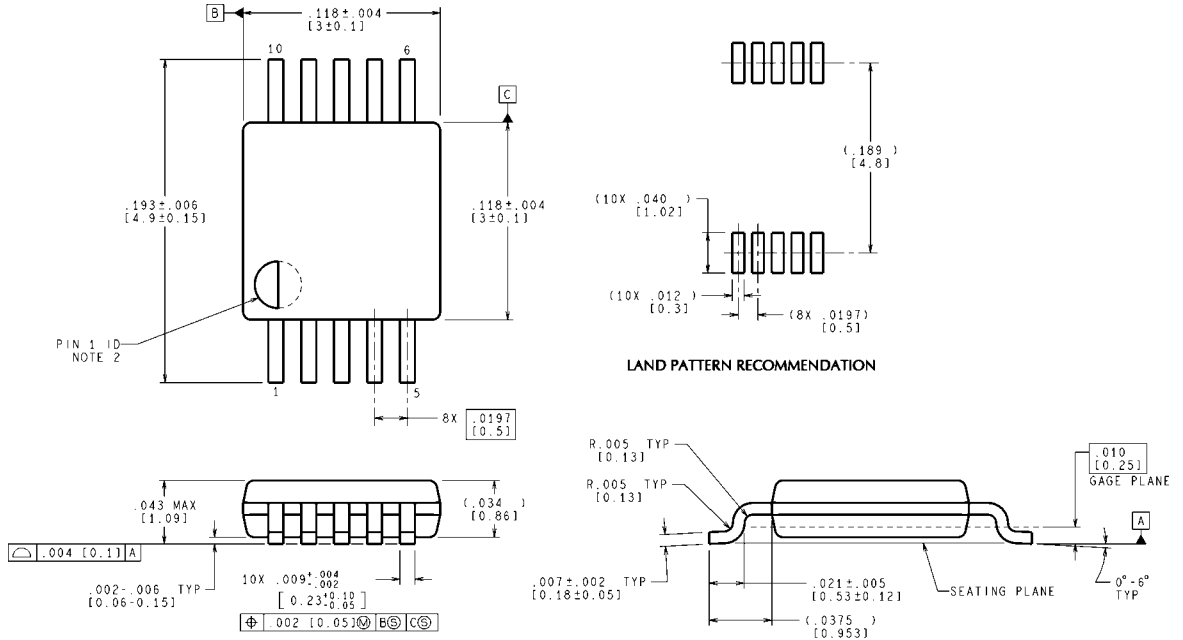 B
.118±.004
[3±0.1]
10
6
C
.193±.006
[4.9±0.15]
.118±.004
[3±0.1]
PIN 1 ID
NOTE 2
1
5
8X .0197
[0.5]
(.189 )
[4.8]
(10X .040 )
[1.02]
(10X .012 )
[0.3]
(8X .0197)
[0.5]
LAND PATTERN RECOMMENDATION
.043 MAX
[1.09]
(.034 )
[0.86]
⌓ .004 [0.1] A
.002-.006 TYP
[0.06-0.15]
10X .009 +.004 -.002
[ 0.23 +0.10 -0.05 ]
⌖ .002 [0.05]Ⓜ BⓈ CⓈ
R.005 TYP
[0.13]
R.005 TYP
[0.13]
.010
[0.25]
GAGE PLANE
A
.007±.002 TYP
[0.18±0.05]
.021±.005
[0.53±0.12]
SEATING PLANE
0°-6°
TYP
(.0375 )
[0.953]